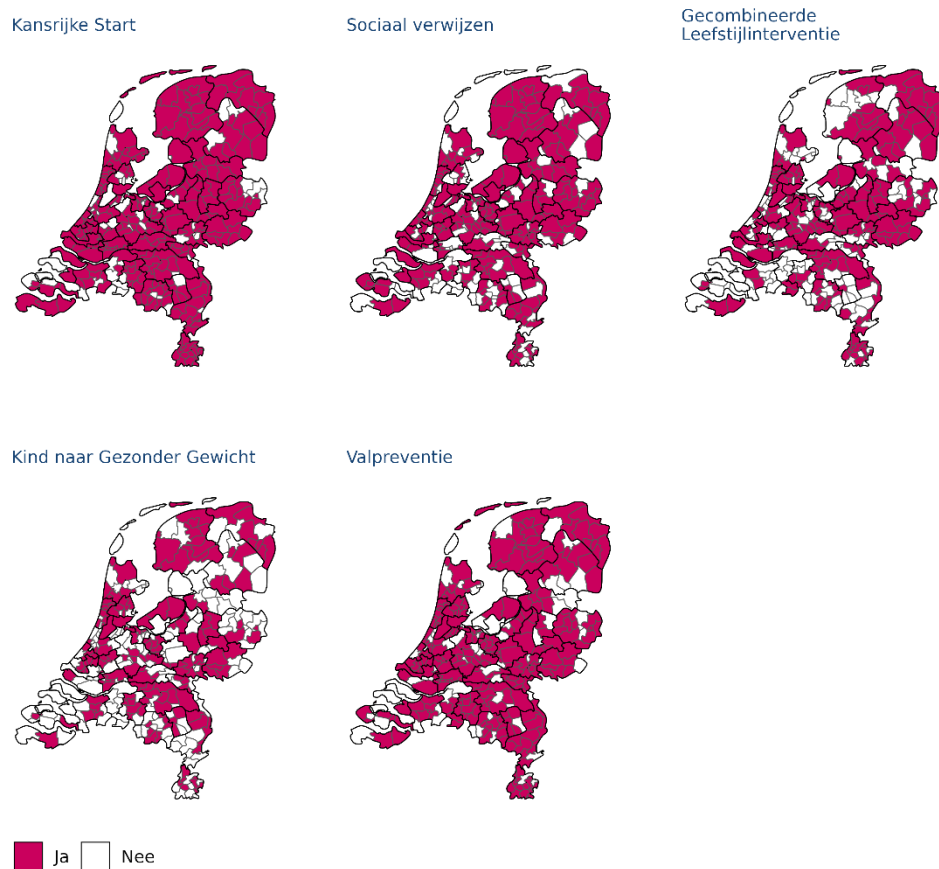 Kansrijke Start
Sociaal verwijzen
Gecombineerde
Leefstijlinterventie
Kind naar Gezonder Gewicht
Valpreventie
Ja
Nee